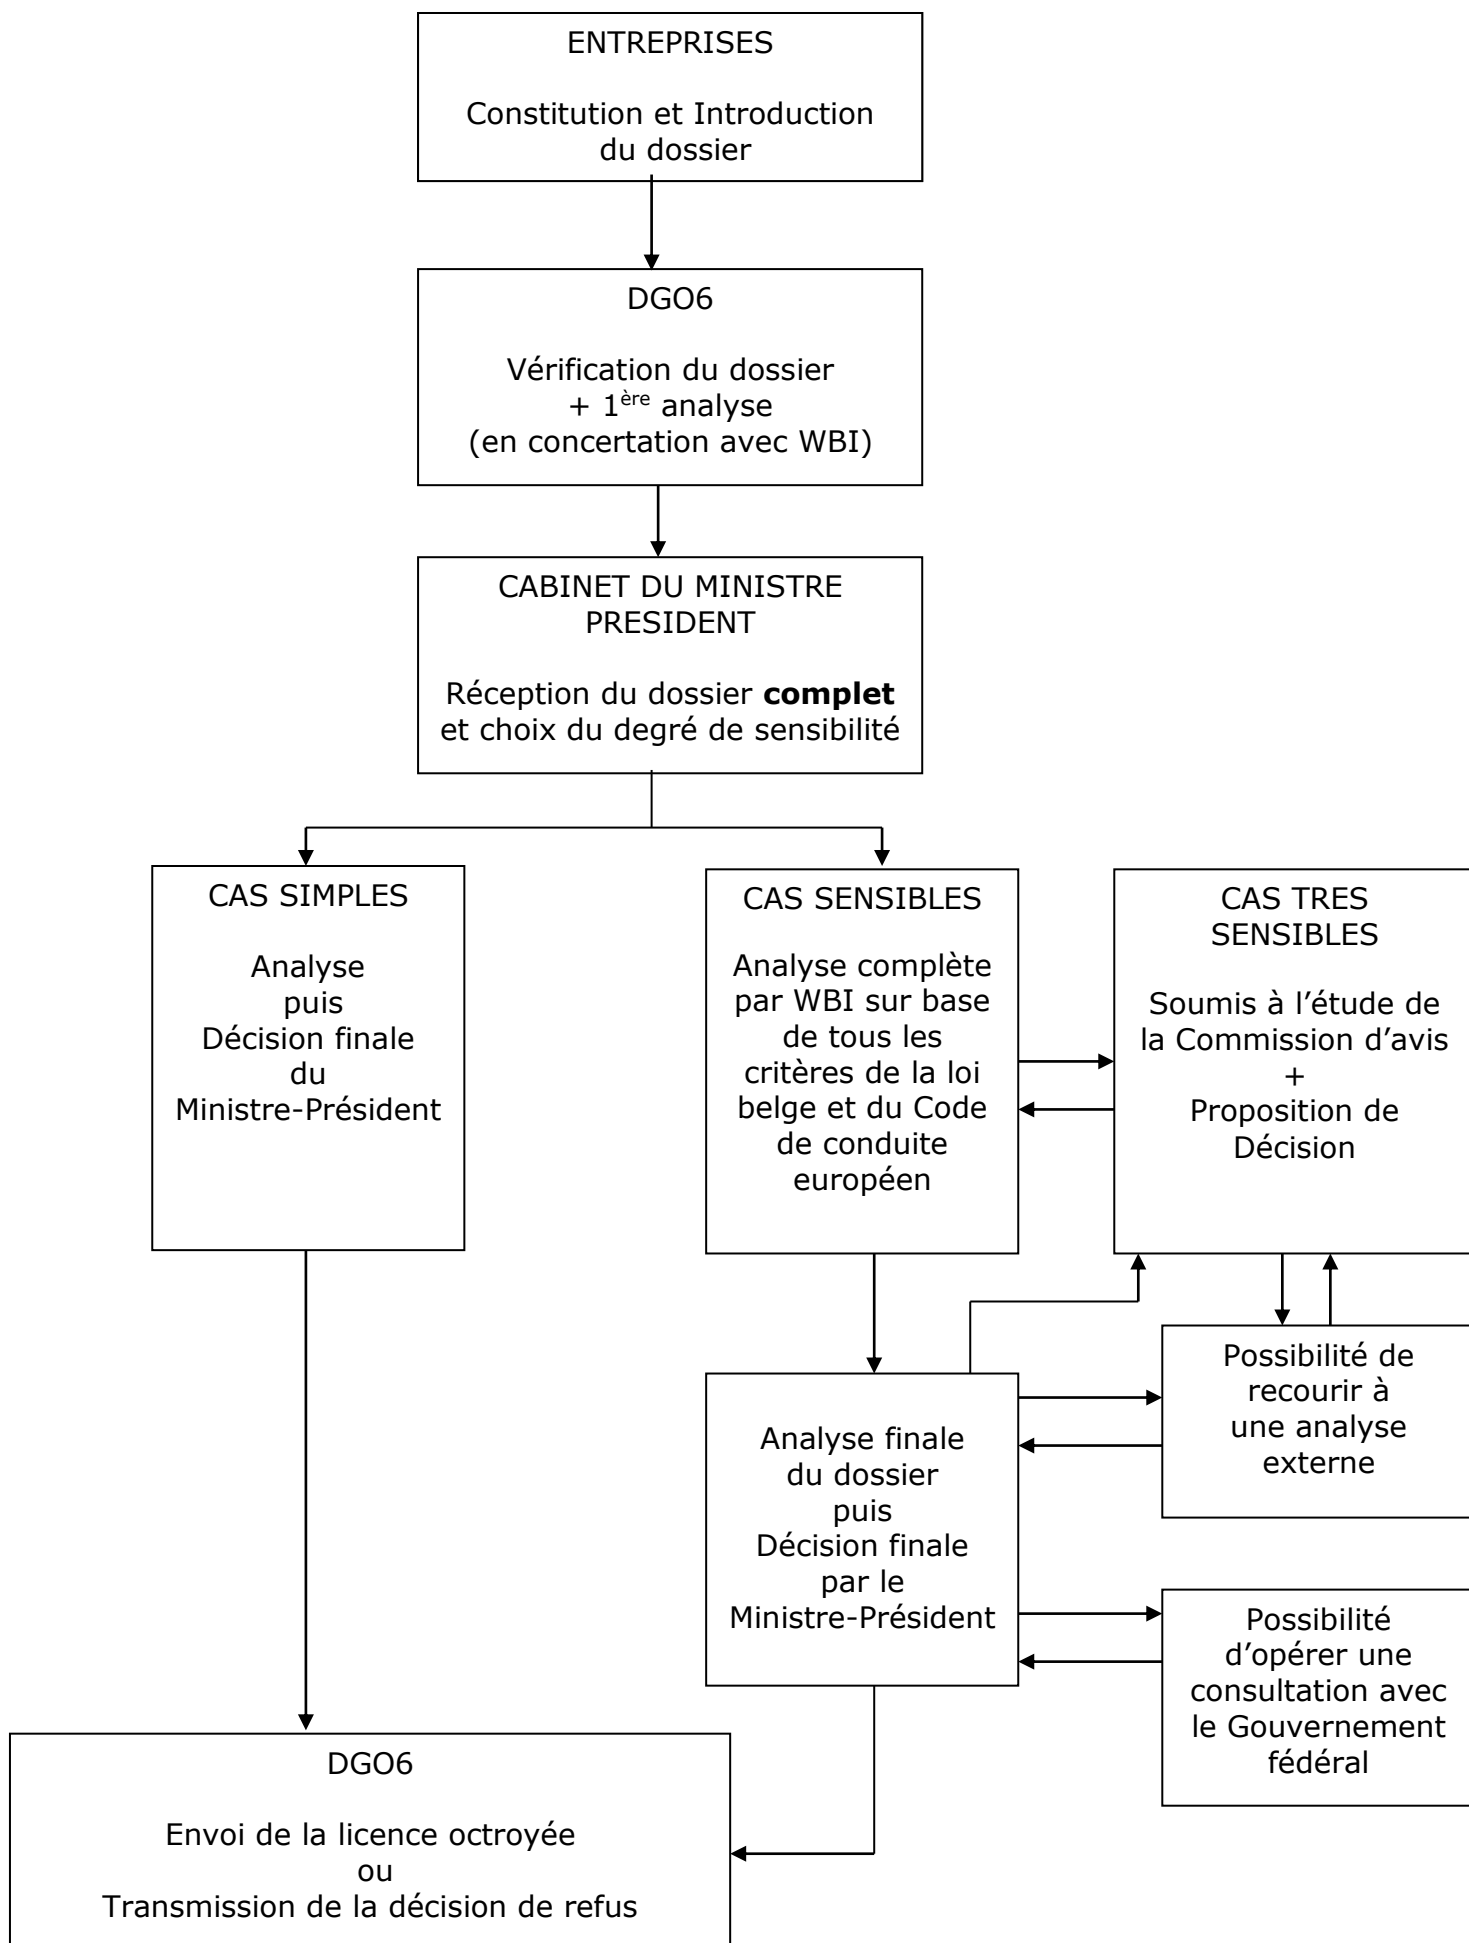 ENTREPRISES
Constitution et Introduction
du dossier
DGO6
Vérification du dossier
+ 1ère analyse
(en concertation avec WBI)
CABINET DU MINISTRE
PRESIDENT
Réception du dossier complet
et choix du degré de sensibilité
CAS SIMPLES
Analyse
puis
Décision finale
du
Ministre-Président
CAS SENSIBLES
Analyse complète
par WBI sur base
de tous les
critères de la loi
belge et du Code
de conduite
européen
CAS TRES
SENSIBLES
Soumis à l’étude de
la Commission d’avis
+
Proposition de
Décision
Possibilité de
recourir à
une analyse
externe
Analyse finale
du dossier
puis
Décision finale
par le
Ministre-Président
Possibilité
d’opérer une
consultation avec
le Gouvernement
fédéral
DGO6
Envoi de la licence octroyée
ou
Transmission de la décision de refus